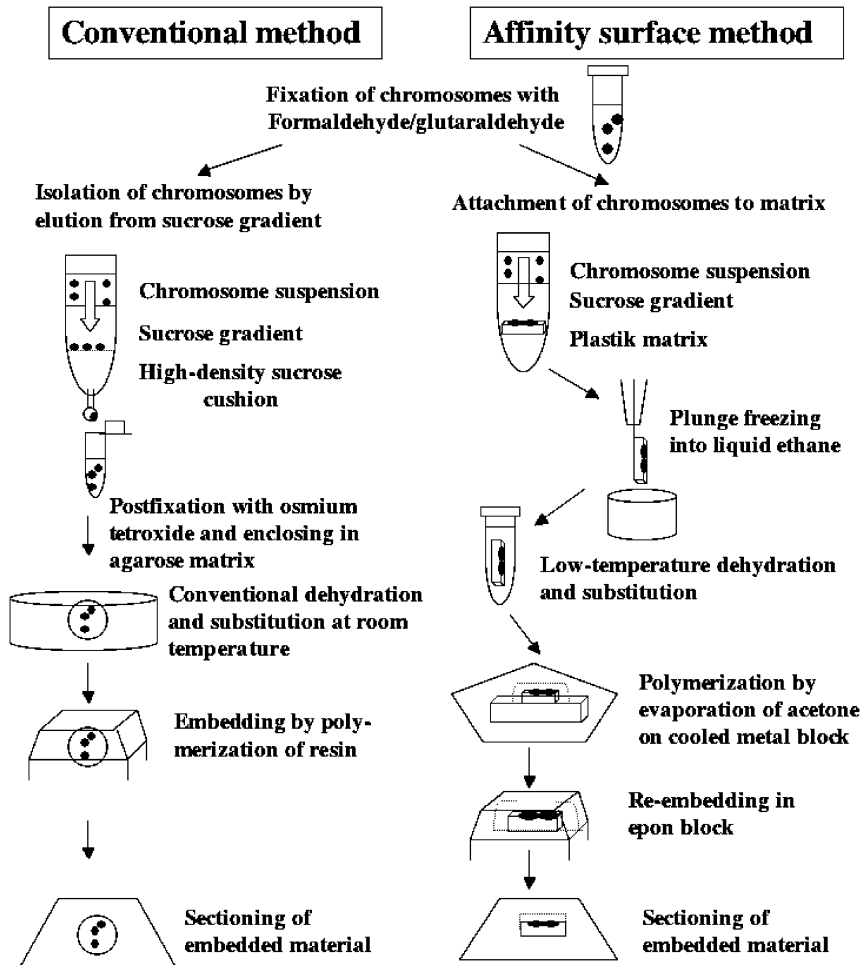 Conventional method
Affinity surface method
Fixation of chromosomes with
Formaldehyde/glutaraldehyde
Isolation of chromosomes by
elution from sucrose gradient
Chromosome suspension
Sucrose gradient
High-density sucrose
cushion
Postfixation with osmium
tetroxide and enclosing in
agarose matrix
Conventional dehydration
and substitution at room
temperature
Embedding by poly-
merization of resin
Sectioning of
embedded material
Attachment of chromosomes to matrix
Chromosome suspension
Sucrose gradient
Plastik matrix
Plunge freezing
into liquid ethane
Low-temperature dehydration
and substitution
Polymerization by
evaporation of acetone
on cooled metal block
Re-embedding in
epon block
Sectioning of
embedded material